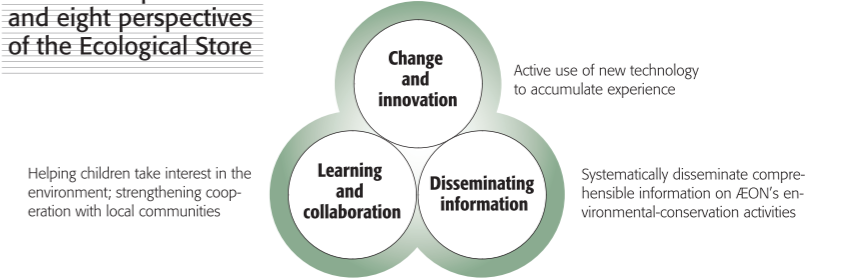 and eight perspectives
of the Ecological Store
Change
and
innovation
Active use of new technology
to accumulate experience
Helping children take interest in the
environment; strengthening coop-
eration with local communities
Learning
and
collaboration
Disseminating
information
Systematically disseminate compre-
hensible information on ÆON's en-
vironmental-conservation activities